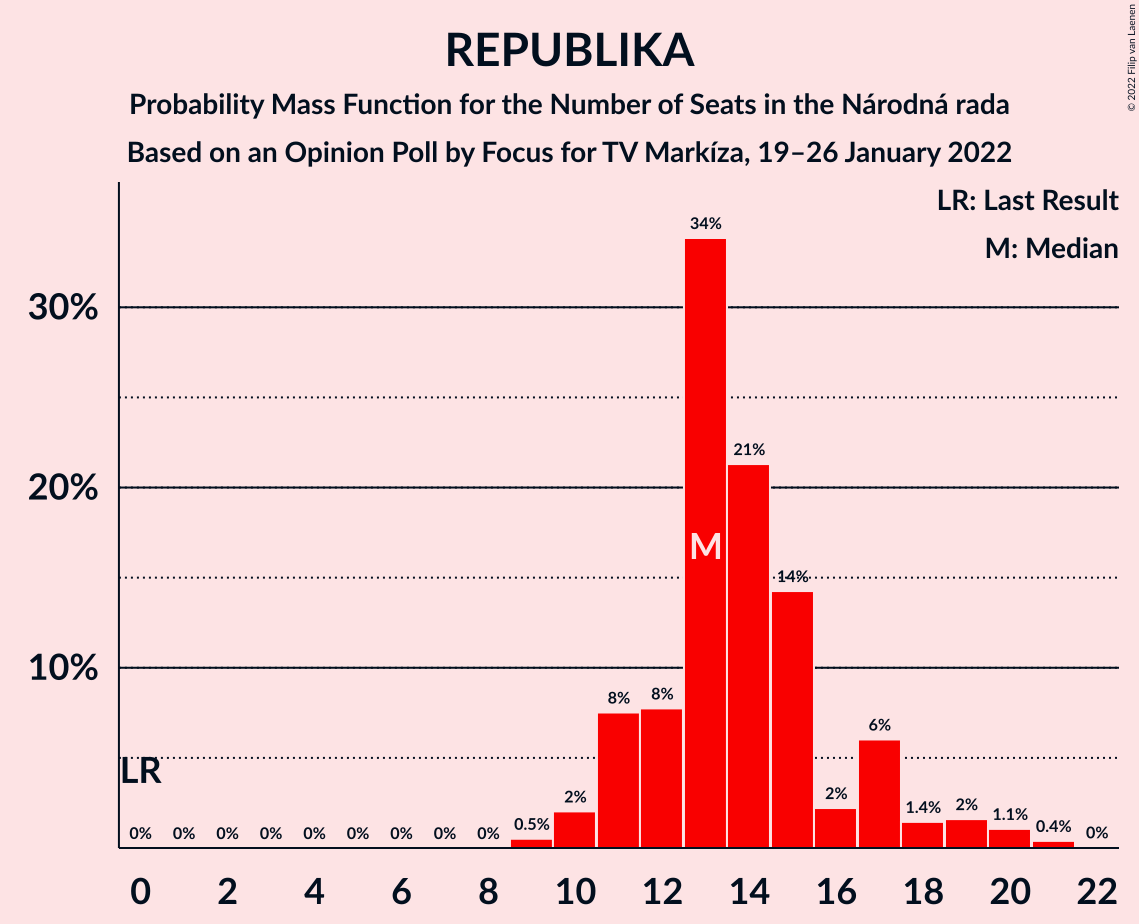 REPUBLIKA
Probability Mass Function for the Number of Seats in the Národná rada
Based on an Opinion Poll by Focus for TV Markíza, 19–26 January 2022
© 2022 Filip van Laenen
LR: Last Result
M: Median
34%
30%
21%
20%
M
14%
10%
8% 8%
6%
LR
0% 0% 0% 0% 0% 0% 0% 0% 0% 0.5% 2% 2% 1.4% 2% 1.1% 0.4% 0%
0 2 4 6 8 10 12 14 16 18 20 22